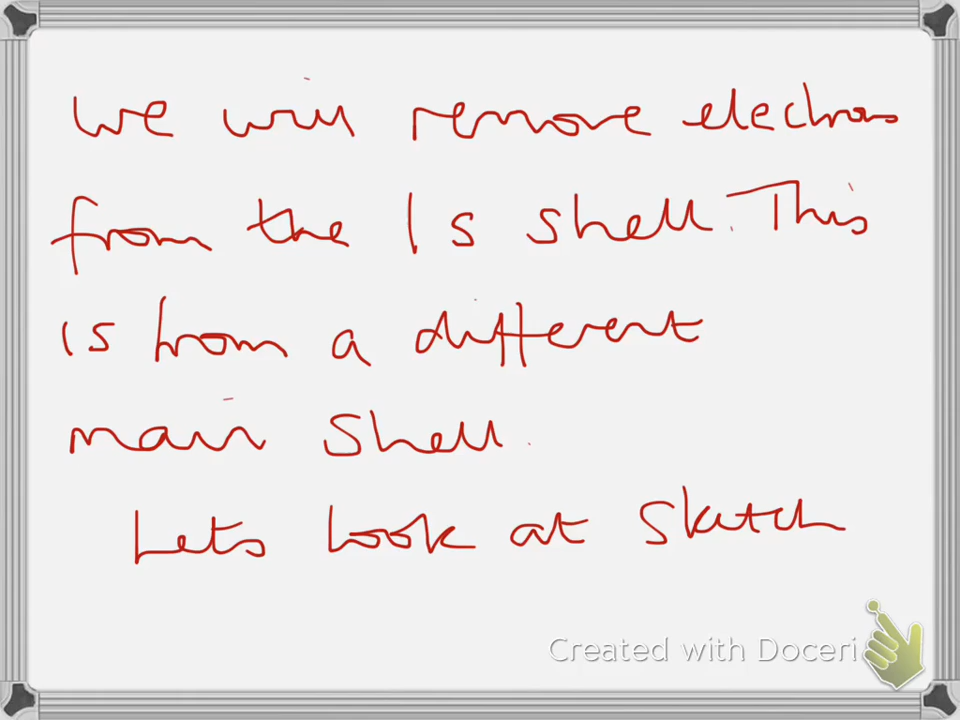 We will remove electrons
from the 1s shell. This
is from a different
main shell.
Lets look at sketch
Created with Doceri